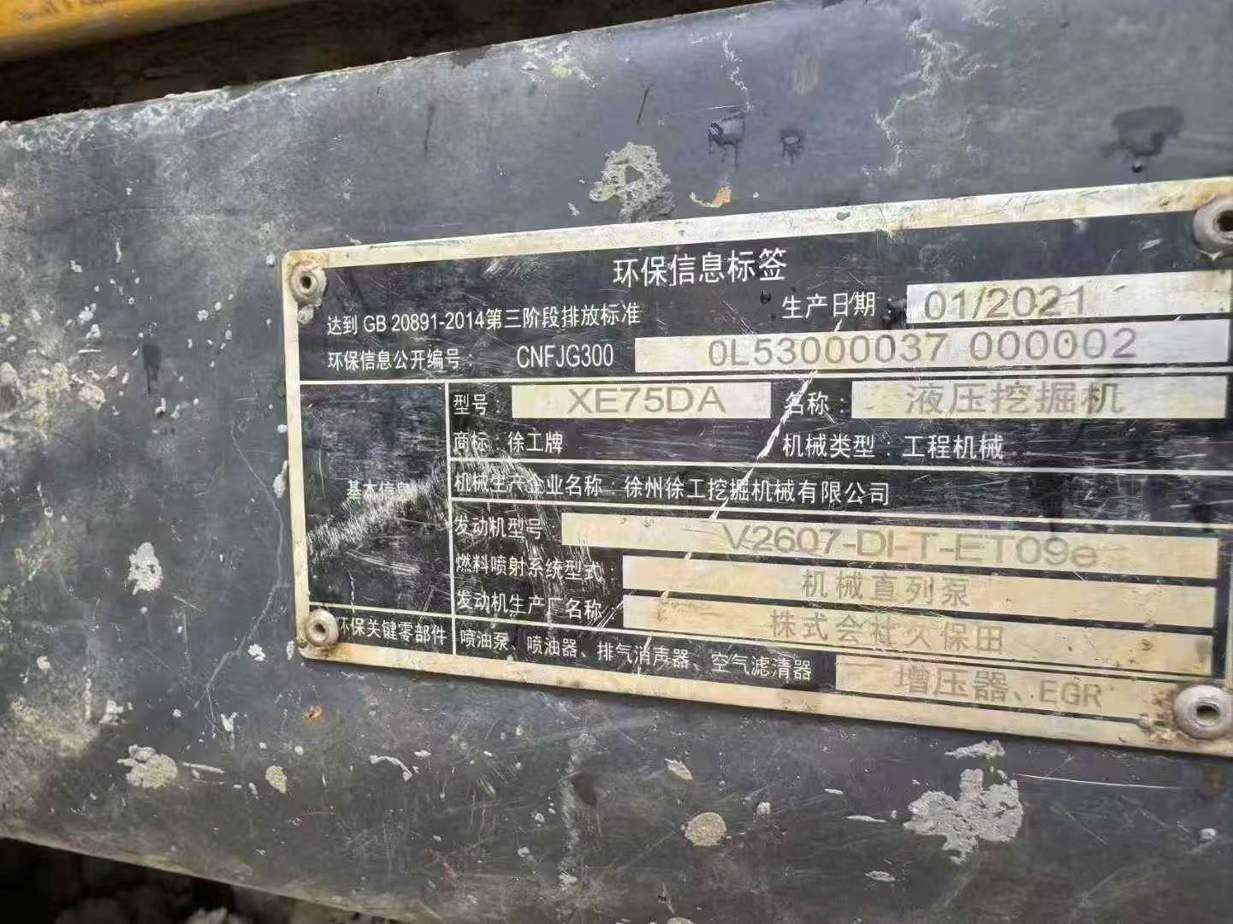 环保信息标签
达到 GB 20891-2014第三阶段排放标准 生产日期: 01/2021
环保信息公开编号: CNFJG300 0L53000037 000002
基本信息
型号: XE75DA 名称: 液压挖掘机
商标: 徐工牌 机械类型: 工程机械
机械生产企业名称: 徐州徐工挖掘机械有限公司
发动机型号 V2607-DI-T-ET09e
燃料喷射系统型式: 机械直列泵
发动机生产厂名称: 株式会社久保田
环保关键零部件 喷油泵、喷油器、排气消声器、空气滤清器 增压器、EGR